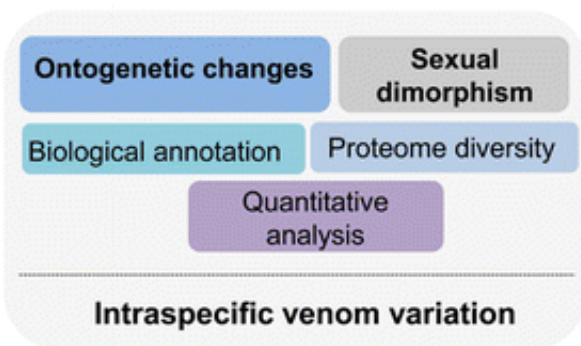 Ontogenetic changes
Sexual
dimorphism
Biological annotation
Proteome diversity
Quantitative
analysis
Intraspecific venom variation